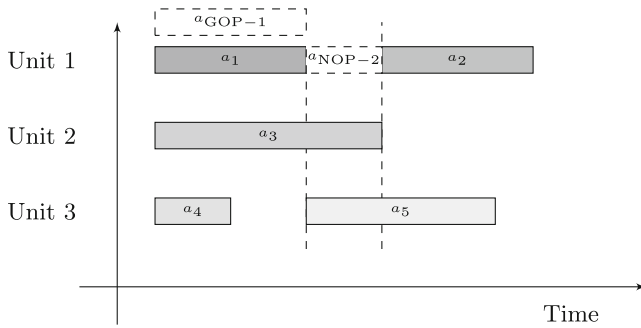 a_GOP−1
Unit 1 a_1 a_NOP−2 a_2
Unit 2 a_3
Unit 3 a_4 a_5
Time